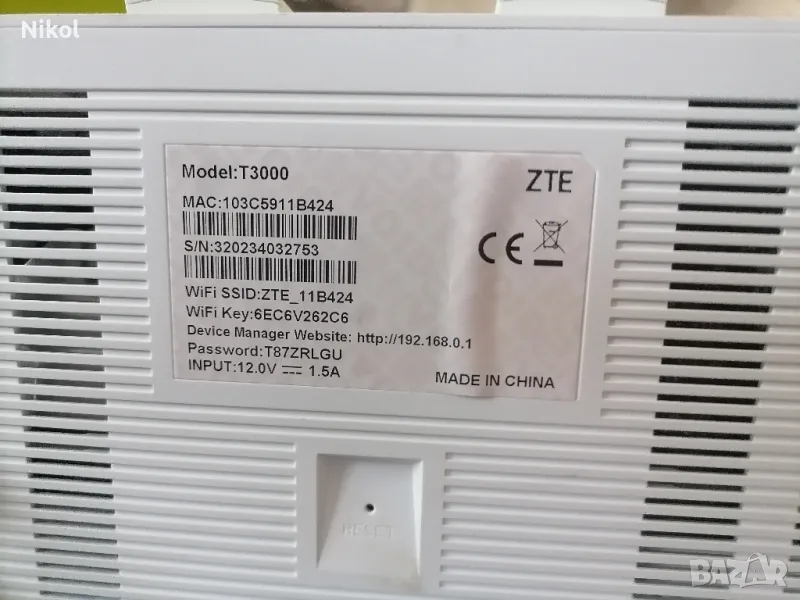 Nikol
Model:T3000
ZTE
MAC:103C5911B424
S/N:320234032753
WiFi SSID:ZTE_11B424
WiFi Key:6EC6V262C6
Device Manager Website: http://192.168.0.1
Password:T87ZRLGU
INPUT:12.0V 1.5A
MADE IN CHINA
RESET
BAZAR